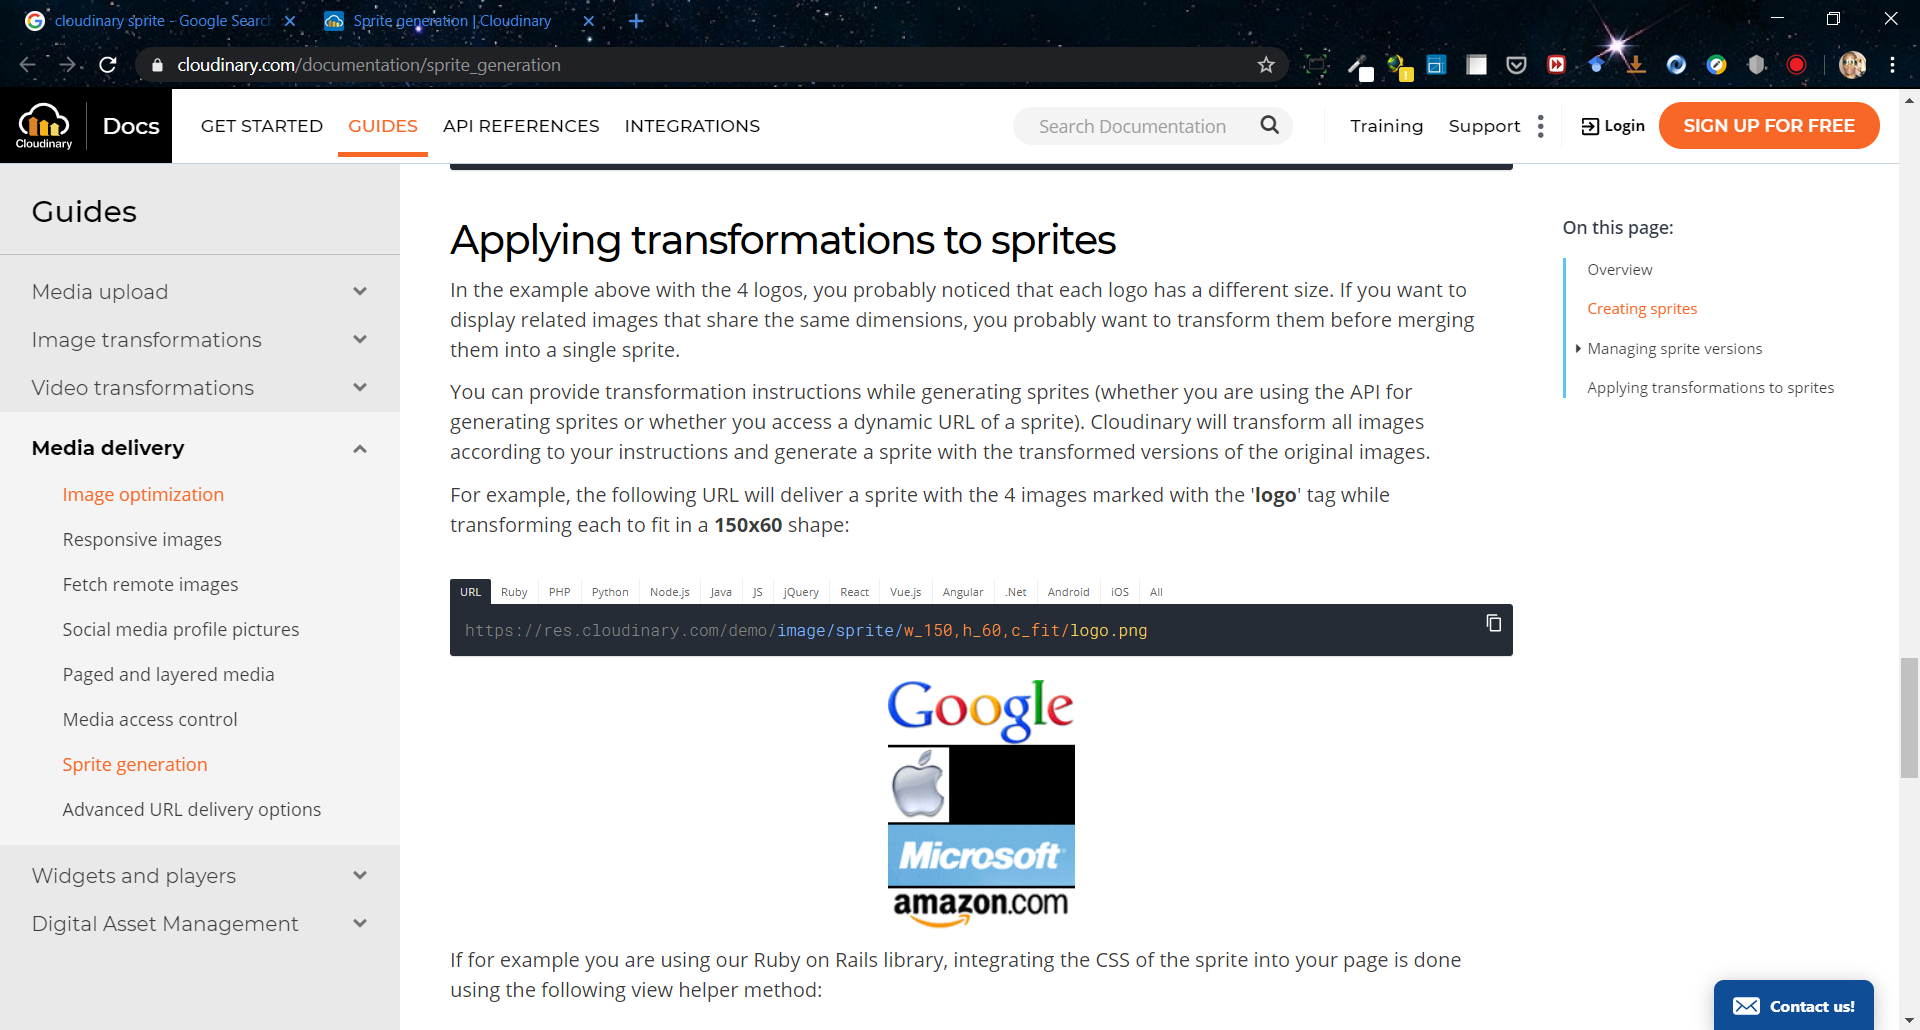 cloudinary sprite - Google Search
Sprite generation | Cloudinary
cloudinary.com/documentation/sprite_generation
Cloudinary
Docs
GET STARTED
GUIDES
API REFERENCES
INTEGRATIONS
Search Documentation
Training
Support
Login
SIGN UP FOR FREE
Guides
Media upload
Image transformations
Video transformations
Media delivery
Image optimization
Responsive images
Fetch remote images
Social media profile pictures
Paged and layered media
Media access control
Sprite generation
Advanced URL delivery options
Widgets and players
Digital Asset Management
Applying transformations to sprites
In the example above with the 4 logos, you probably noticed that each logo has a different size. If you want to
display related images that share the same dimensions, you probably want to transform them before merging
them into a single sprite.
You can provide transformation instructions while generating sprites (whether you are using the API for
generating sprites or whether you access a dynamic URL of a sprite). Cloudinary will transform all images
according to your instructions and generate a sprite with the transformed versions of the original images.
For example, the following URL will deliver a sprite with the 4 images marked with the 'logo' tag while
transforming each to fit in a 150x60 shape:
URL Ruby PHP Python Node.js Java JS jQuery React Vue.js Angular .Net Android iOS All
https://res.cloudinary.com/demo/image/sprite/w_150,h_60,c_fit/logo.png
Google
Microsoft
amazon.com
If for example you are using our Ruby on Rails library, integrating the CSS of the sprite into your page is done
using the following view helper method:
On this page:
Overview
Creating sprites
Managing sprite versions
Applying transformations to sprites
Contact us!